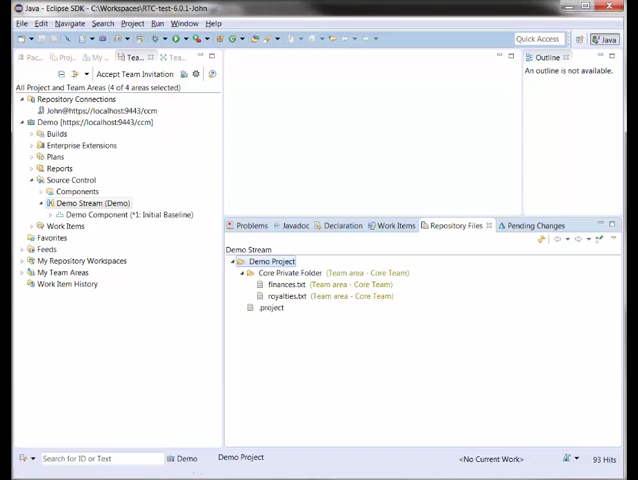 Java - Eclipse SDK - C:\Workspaces\RTC-test-6.0.1-John
File Edit Navigate Search Project Run Window Help
Quick Access
Java
Pac... Proj... My ... Tea... Tea...
Accept Team Invitation
All Project and Team Areas (4 of 4 areas selected)
Repository Connections
John@https://localhost:9443/ccm
Demo [https://localhost:9443/ccm]
Builds
Enterprise Extensions
Plans
Reports
Source Control
Components
Demo Stream (Demo)
Demo Component (*1: Initial Baseline)
Work Items
Favorites
Feeds
My Repository Workspaces
My Team Areas
Work Item History
Outline
An outline is not available.
Problems Javadoc Declaration Work Items Repository Files Pending Changes
Demo Stream
Demo Project
Core Private Folder (Team area - Core Team)
finances.txt (Team area - Core Team)
royalties.txt (Team area - Core Team)
.project
Search for ID or Text
Demo
Demo Project
<No Current Work>
93 Hits